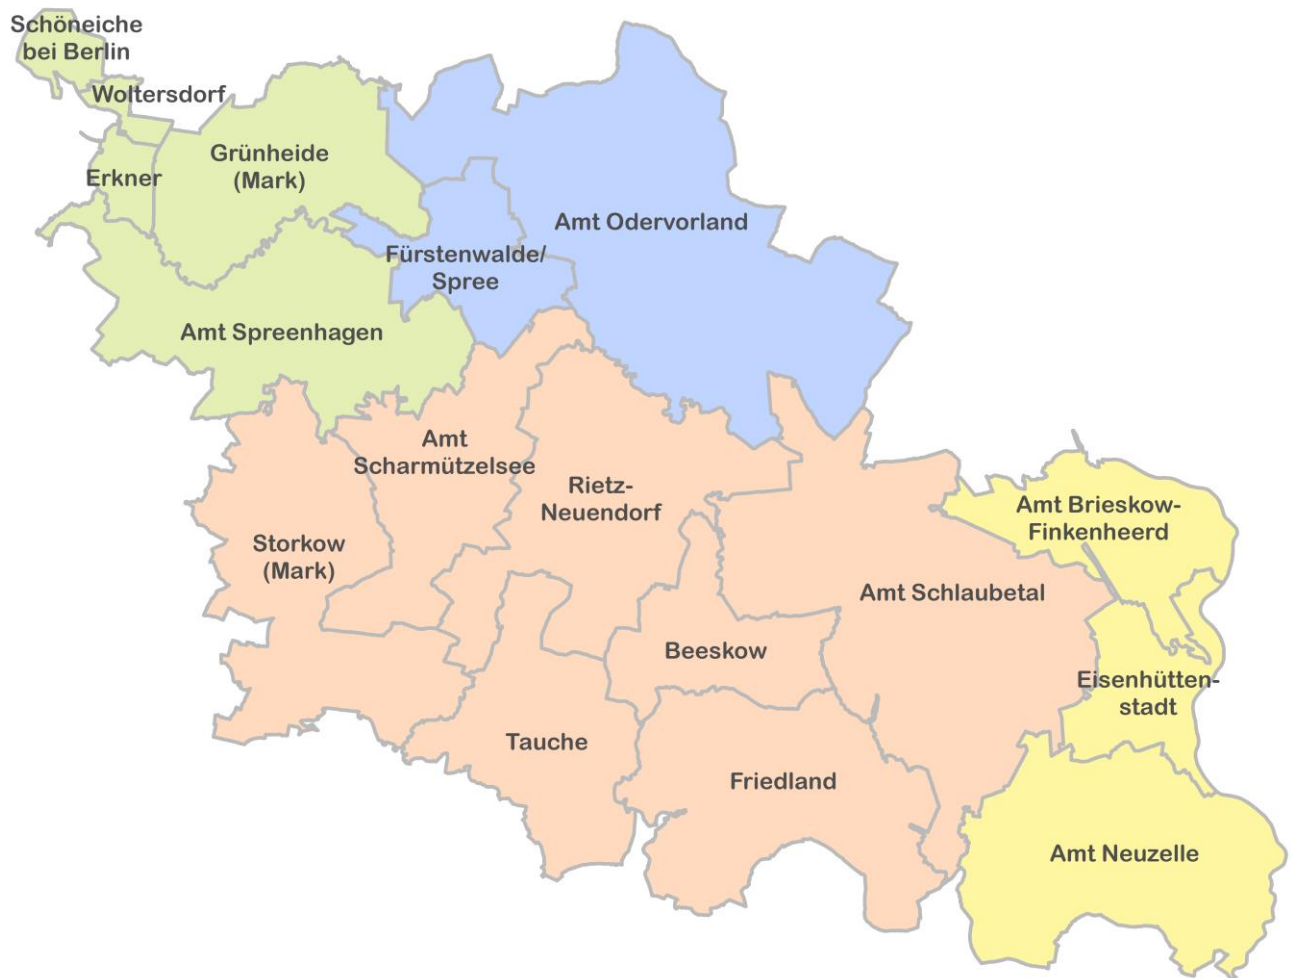 Schöneiche
bei Berlin
Woltersdorf
Grünheide
(Mark)
Erkner
Amt Odervorland
Fürstenwalde/
Spree
Amt Spreenhagen
Amt
Scharmützelsee
Rietz-
Neuendorf
Amt Brieskow-
Finkenheerd
Storkow
(Mark)
Amt Schlaubetal
Beeskow
Eisenhütten-
stadt
Tauche
Friedland
Amt Neuzelle